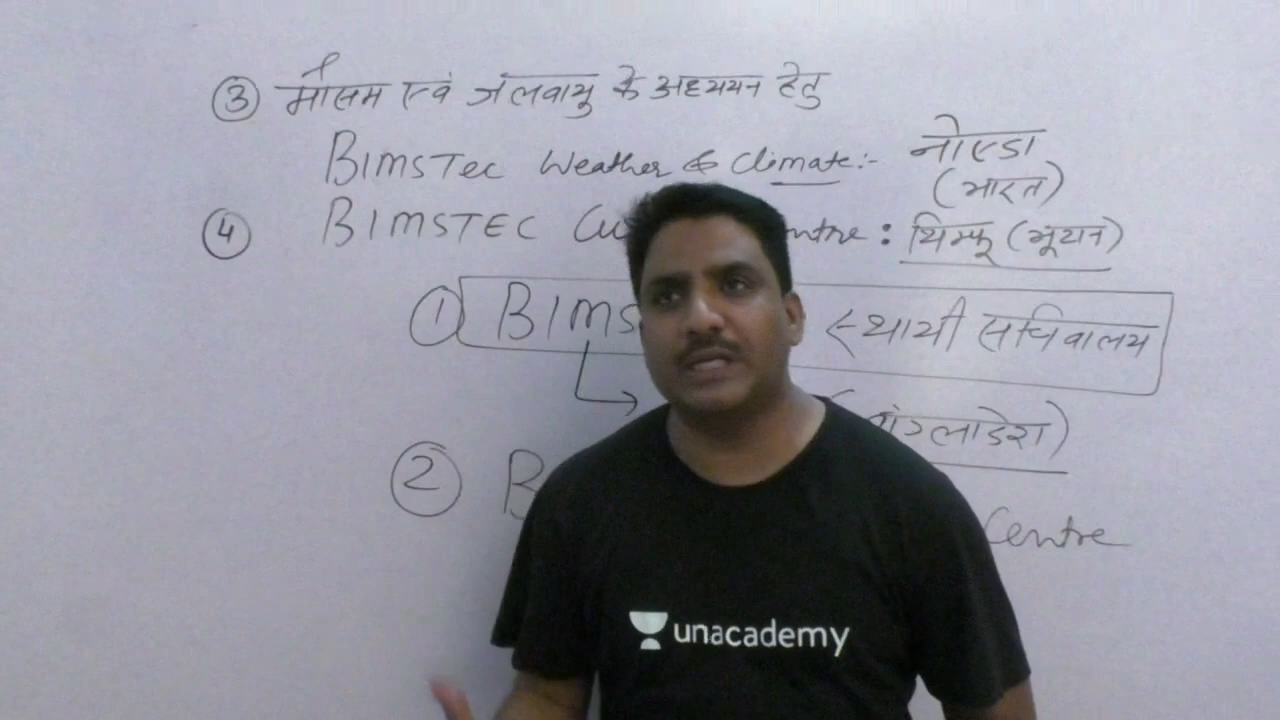 ③ मौसम एवं जलवायु के अध्ययन हेतु
BIMSTEC Weather & Climate :- नोएडा
(भारत)
④ BIMSTEC Cu ntre : थिम्फू (भूटान)
① BIMS स्थायी सचिवालय
(बांग्लादेश)
② B Centre
unacademy